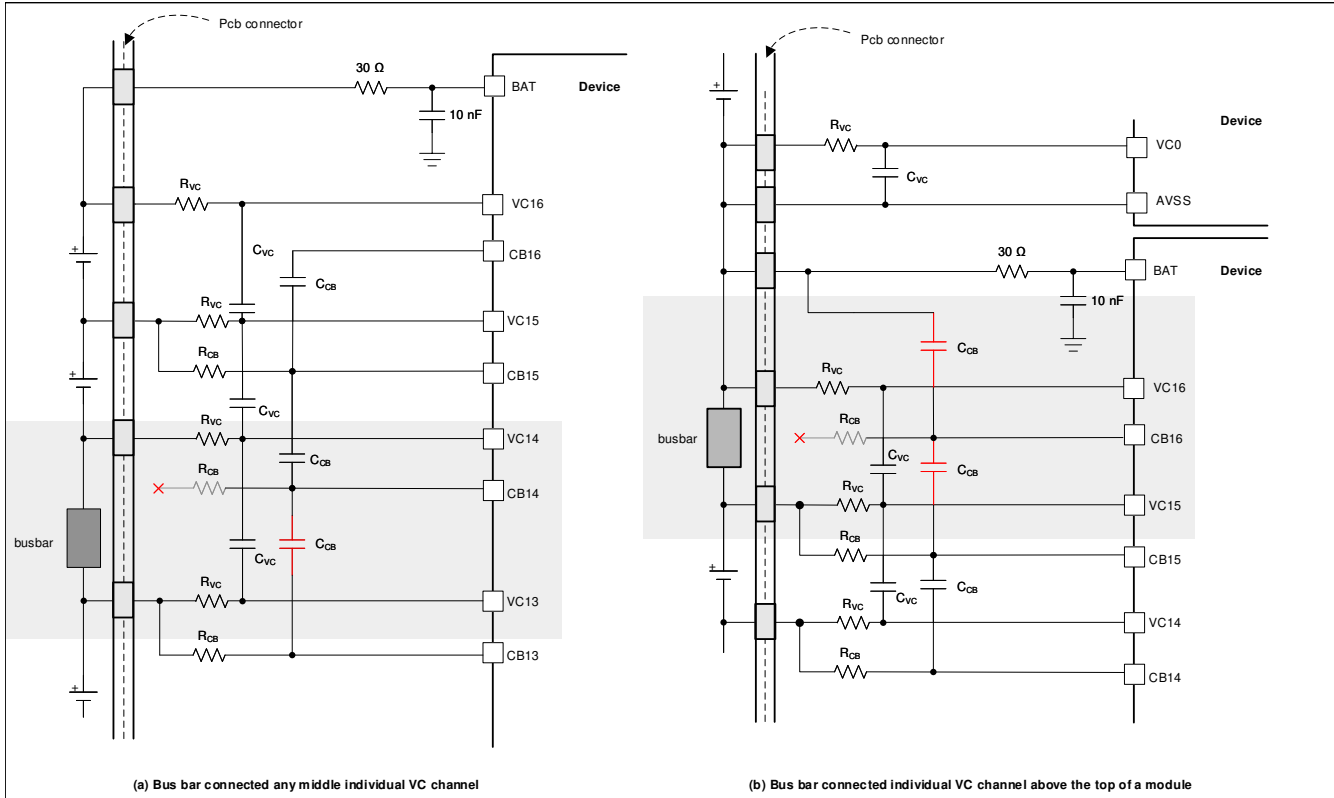 Pcb connector
30 Ω
BAT
Device
10 nF
RVC
VC16
CVC
CB16
CCB
RVC
VC15
RCB
CB15
CVC
RVC
VC14
CCB
RCB
CB14
busbar
CVC
CCB
RVC
VC13
RCB
CB13
(a) Bus bar connected any middle individual VC channel
Pcb connector
Device
RVC
VC0
CVC
AVSS
30 Ω
BAT
Device
10 nF
CCB
RVC
VC16
busbar
RCB
CB16
CVC
CCB
RVC
VC15
RCB
CB15
CVC
CCB
RVC
VC14
RCB
CB14
(b) Bus bar connected individual VC channel above the top of a module